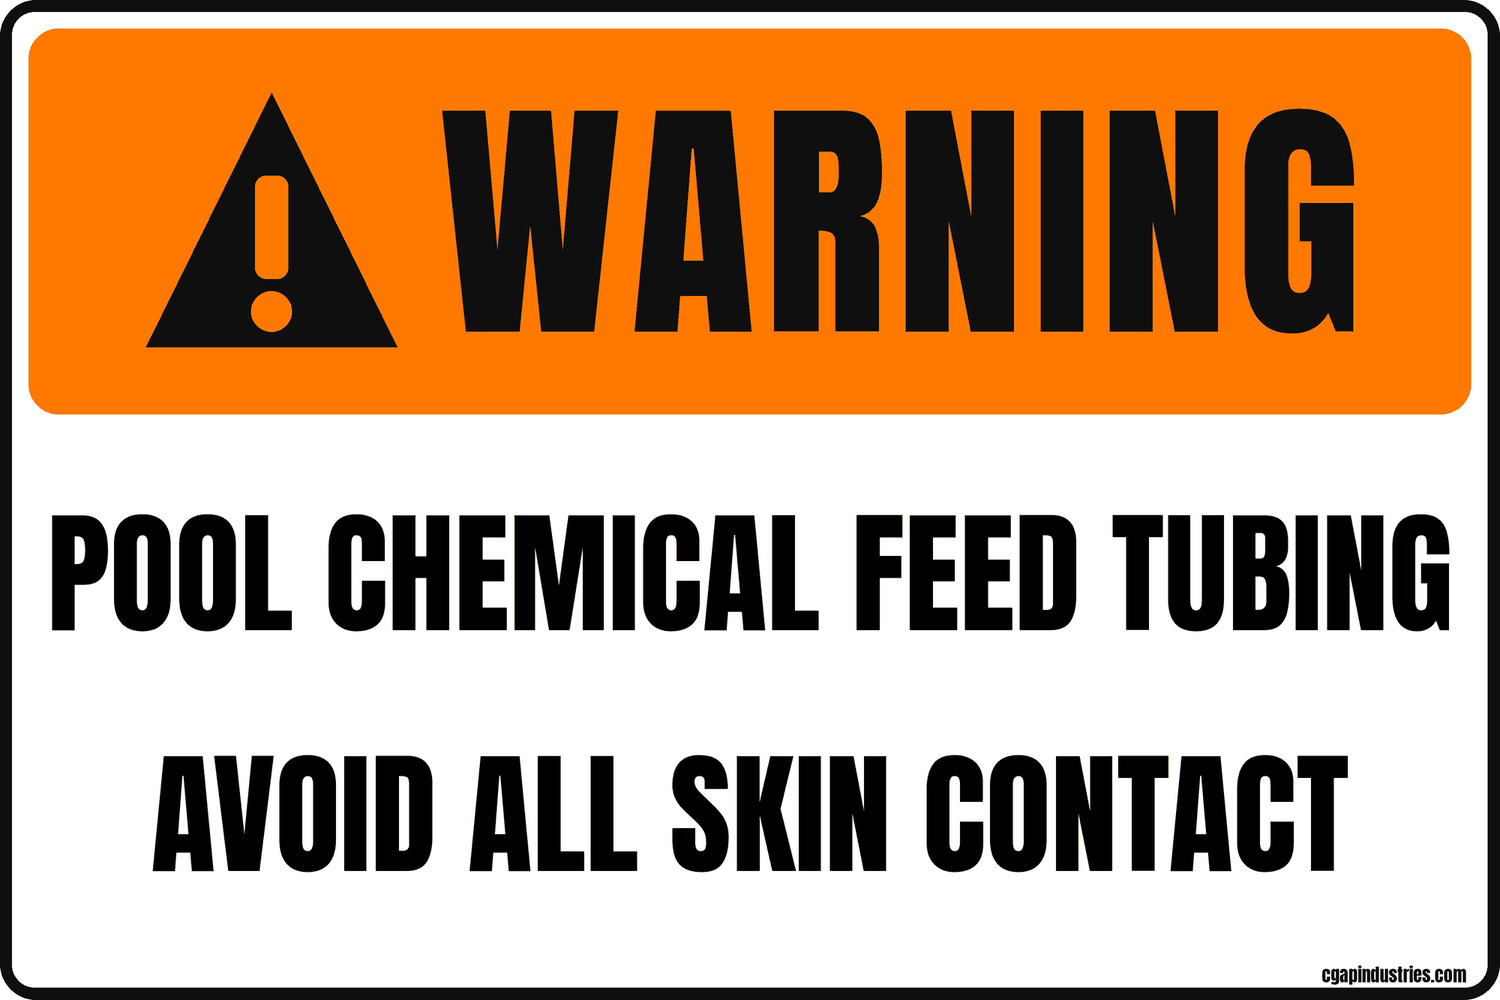 WARNING
POOL CHEMICAL FEED TUBING
AVOID ALL SKIN CONTACT
cgapindustries.com